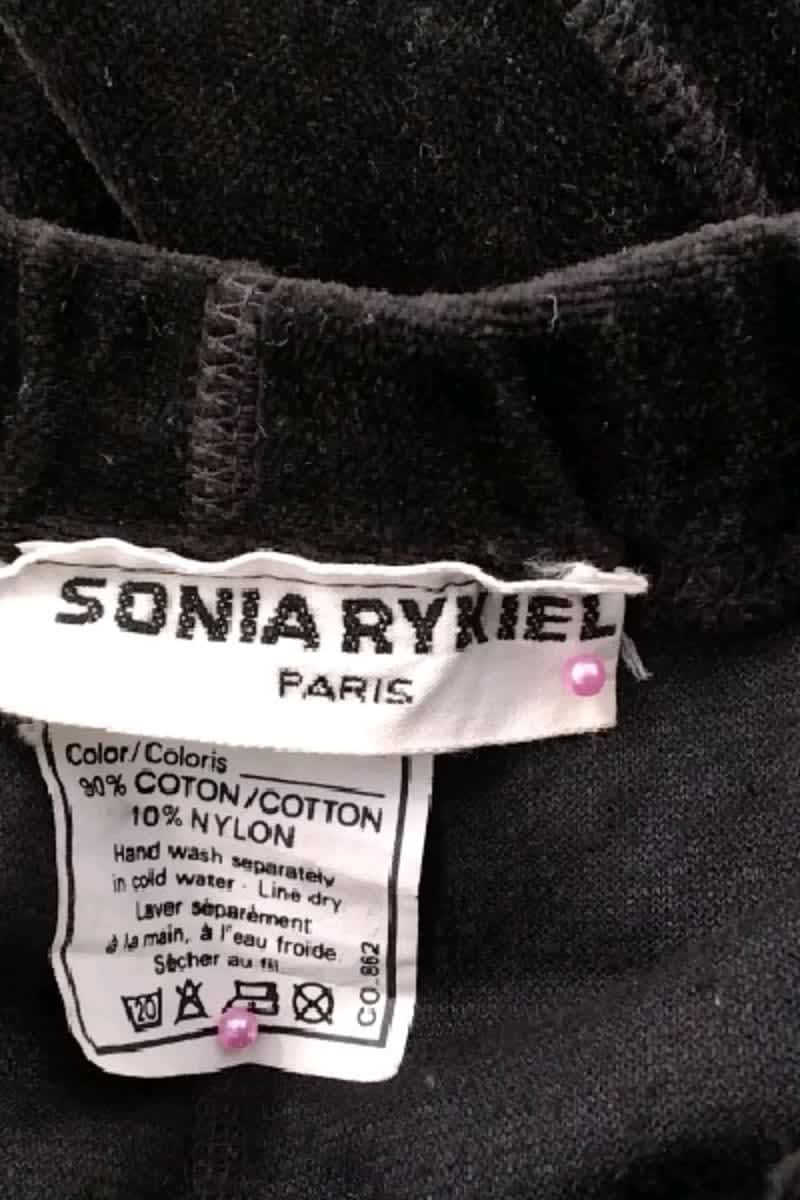 SONIA RYKIEL
PARIS
Color/Coloris
90% COTON/COTTON
10% NYLON
Hand wash separately
in cold water - Line dry
Laver séparément
à la main, à l'eau froide
Sécher au fil
20
CO-862